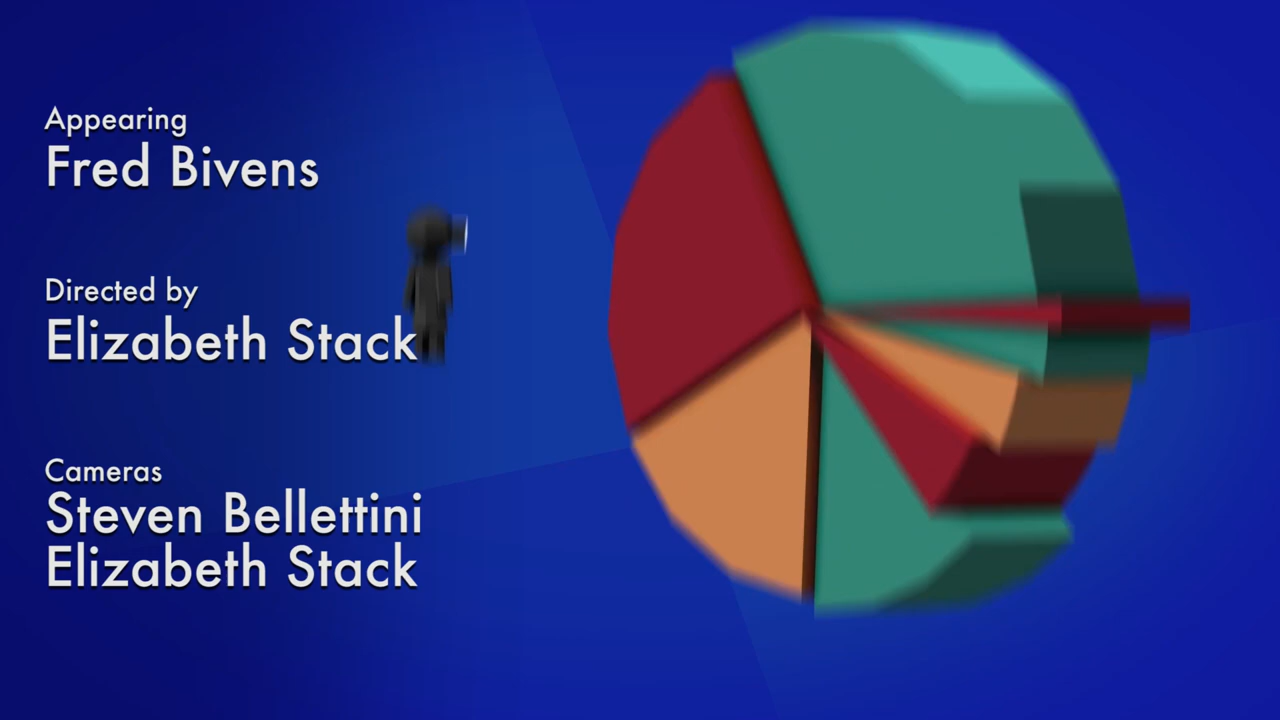 Appearing
Fred Bivens
Directed by
Elizabeth Stack
Cameras
Steven Bellettini
Elizabeth Stack